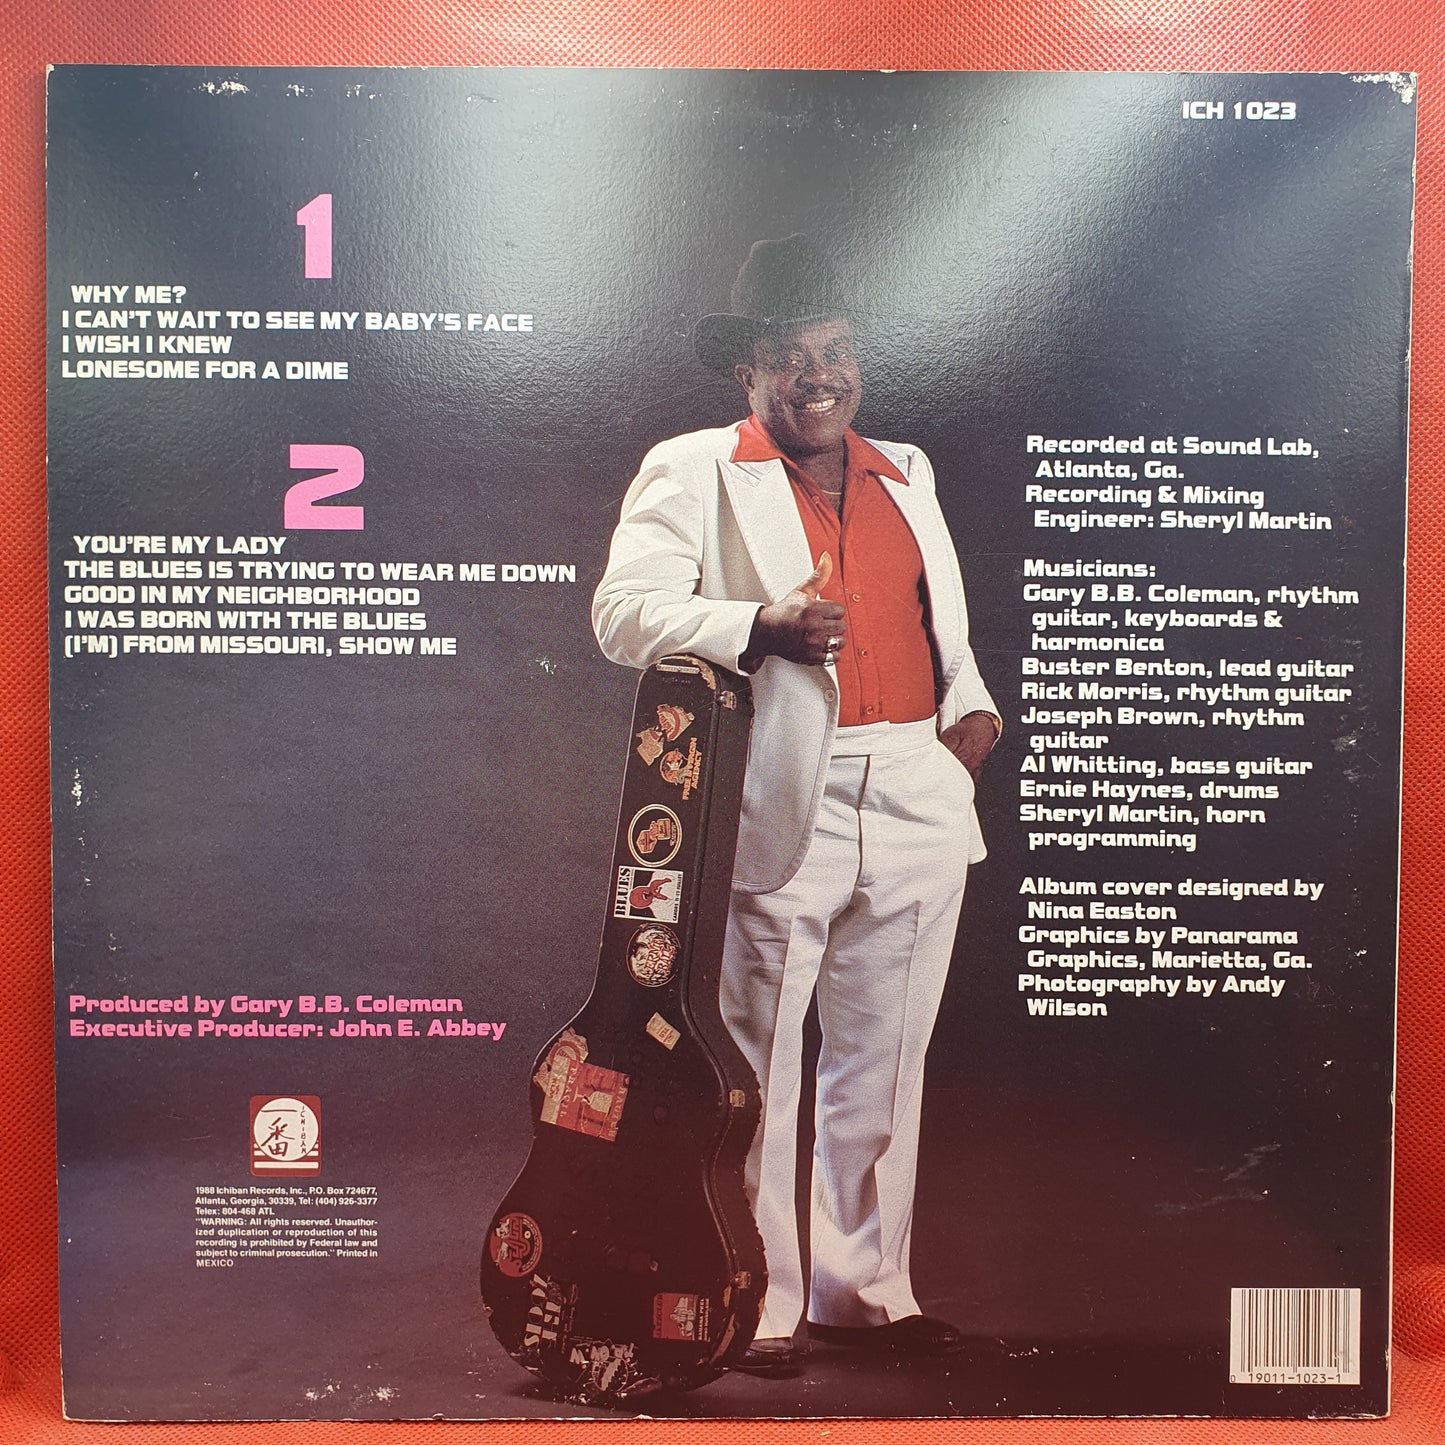 ICH 1023
1
WHY ME?
I CAN'T WAIT TO SEE MY BABY'S FACE
I WISH I KNEW
LONESOME FOR A DIME
2
YOU'RE MY LADY
THE BLUES IS TRYING TO WEAR ME DOWN
GOOD IN MY NEIGHBORHOOD
I WAS BORN WITH THE BLUES
(I'M) FROM MISSOURI, SHOW ME
Produced by Gary B.B. Coleman
Executive Producer: John E. Abbey
一番
ICHIBAN
1988 Ichiban Records, Inc., P.O. Box 724677,
Atlanta, Georgia, 30339, Tel: (404) 926-3377
Telex: 804-468 ATL
"WARNING: All rights reserved. Unauthor-
ized duplication or reproduction of this
recording is prohibited by Federal law and
subject to criminal prosecution." Printed in
MEXICO
AGENCY
BLUES
Recorded at Sound Lab,
Atlanta, Ga.
Recording & Mixing
Engineer: Sheryl Martin
Musicians:
Gary B.B. Coleman, rhythm
guitar, keyboards &
harmonica
Buster Benton, lead guitar
Rick Morris, rhythm guitar
Joseph Brown, rhythm
guitar
Al Whitting, bass guitar
Ernie Haynes, drums
Sheryl Martin, horn
programming
Album cover designed by
Nina Easton
Graphics by Panarama
Graphics, Marietta, Ga.
Photography by Andy
Wilson
0 19011-1023-1